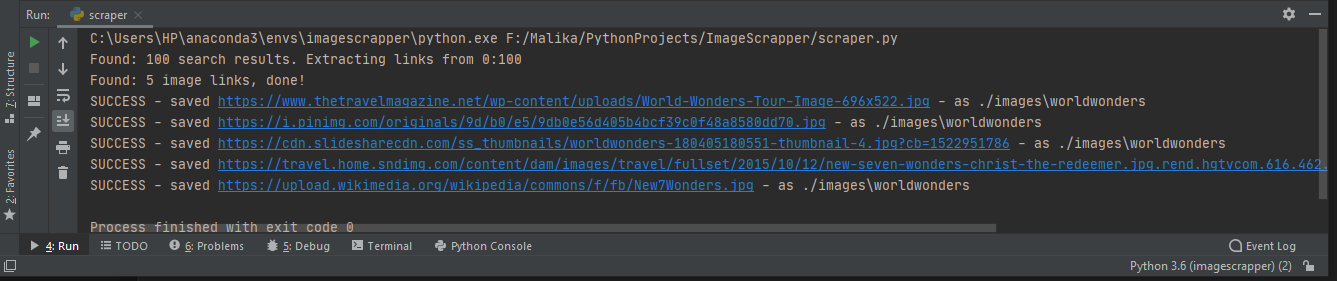 Run: scraper
C:\Users\HP\anaconda3\envs\imagescrapper\python.exe F:/Malika/PythonProjects/ImageScrapper/scraper.py
Found: 100 search results. Extracting links from 0:100
Found: 5 image links, done!
SUCCESS - saved https://www.thetravelmagazine.net/wp-content/uploads/World-Wonders-Tour-Image-696x522.jpg - as ./images\worldwonders
SUCCESS - saved https://i.pinimg.com/originals/9d/b0/e5/9db0e56d405b4bcf39c0f48a8580dd70.jpg - as ./images\worldwonders
SUCCESS - saved https://cdn.slidesharecdn.com/ss_thumbnails/worldwonders-180405180551-thumbnail-4.jpg?cb=1522951786 - as ./images\worldwonders
SUCCESS - saved https://travel.home.sndimg.com/content/dam/images/travel/fullset/2015/10/12/new-seven-wonders-christ-the-redeemer.jpg.rend.hgtvcom.616.462.
SUCCESS - saved https://upload.wikimedia.org/wikipedia/commons/f/fb/New7Wonders.jpg - as ./images\worldwonders
Process finished with exit code 0
7: Structure
2: Favorites
4: Run TODO 6: Problems 5: Debug Terminal Python Console Event Log
Python 3.6 (imagescrapper) (2)